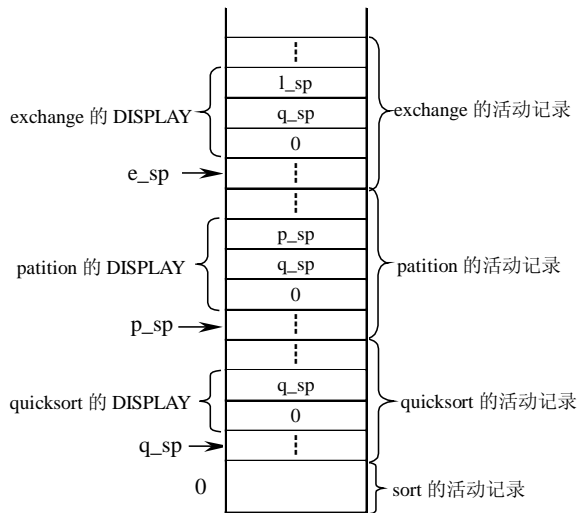 l_sp
exchange 的 DISPLAY
q_sp
exchange 的活动记录
0
e_sp
p_sp
patition 的 DISPLAY
q_sp
patition 的活动记录
0
p_sp
q_sp
quicksort 的 DISPLAY
quicksort 的活动记录
0
q_sp
0
sort 的活动记录